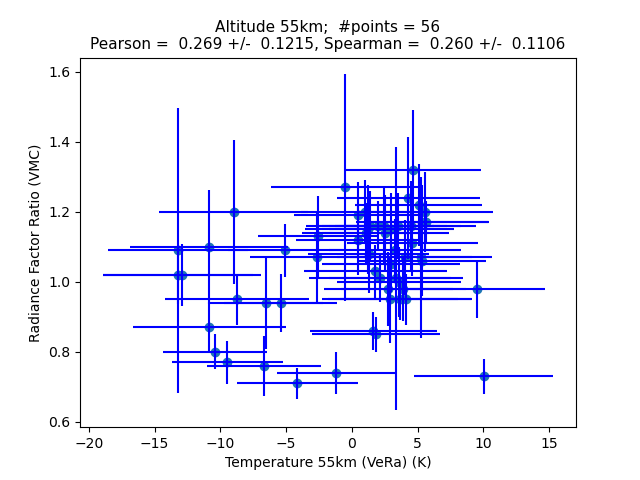 Altitude 55km;  #points = 56
Pearson =  0.269 +/-  0.1215, Spearman =  0.260 +/-  0.1106
1.6
1.4
1.2
1.0
0.8
0.6
Radiance Factor Ratio (VMC)
−20 −15 −10 −5 0 5 10 15
Temperature 55km (VeRa) (K)